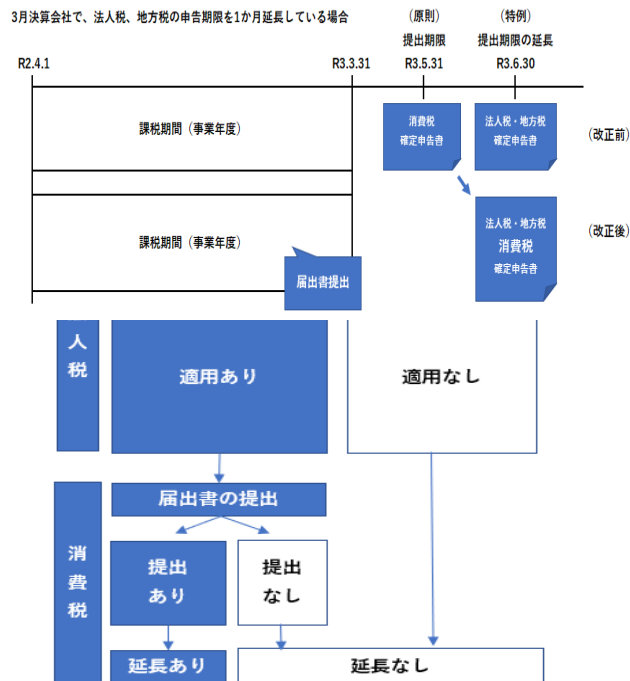 3月決算会社で、法人税、地方税の申告期限を1か月延長している場合
（原則）
提出期限
（特例）
提出期限の延長
R2.4.1
R3.3.31
R3.5.31
R3.6.30
課税期間（事業年度）
消費税
確定申告書
法人税・地方税
確定申告書
（改正前）
課税期間（事業年度）
届出書提出
法人税・地方税
消費税
確定申告書
（改正後）
人
税
適用あり
適用なし
届出書の提出
消
費
税
提出
あり
提出
なし
延長あり
延長なし